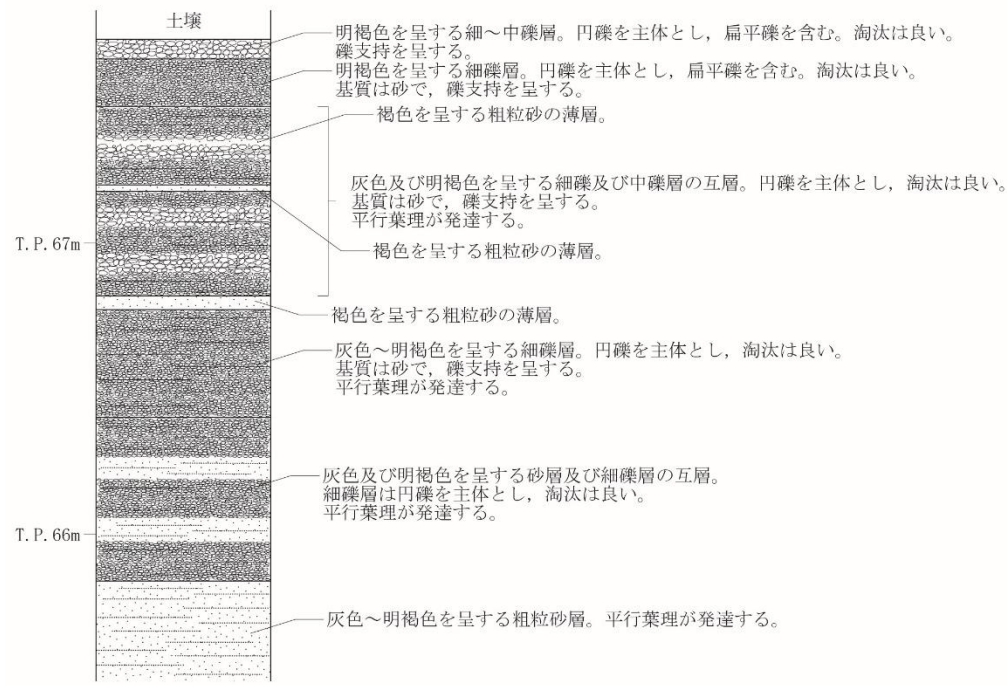 土壌
明褐色を呈する細～中礫層。円礫を主体とし，扁平礫を含む。淘汰は良い。
礫支持を呈する。
明褐色を呈する細礫層。円礫を主体とし，扁平礫を含む。淘汰は良い。
基質は砂で，礫支持を呈する。
褐色を呈する粗粒砂の薄層。
灰色及び明褐色を呈する細礫及び中礫層の互層。円礫を主体とし，淘汰は良い。
基質は砂で，礫支持を呈する。
平行葉理が発達する。
T.P.67m
褐色を呈する粗粒砂の薄層。
褐色を呈する粗粒砂の薄層。
灰色～明褐色を呈する細礫層。円礫を主体とし，淘汰は良い。
基質は砂で，礫支持を呈する。
平行葉理が発達する。
灰色及び明褐色を呈する砂層及び細礫層の互層。
細礫層は円礫を主体とし，淘汰は良い。
平行葉理が発達する。
T.P.66m
灰色～明褐色を呈する粗粒砂層。平行葉理が発達する。